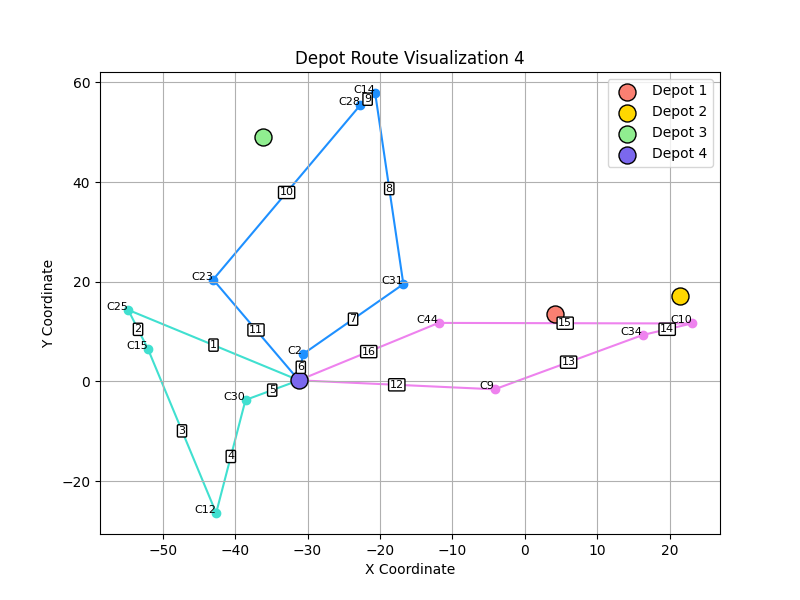 Depot Route Visualization 4
60
40
20
0
−20
Y Coordinate
−50
−40
−30
−20
−10
0
10
20
X Coordinate
Depot 1
Depot 2
Depot 3
Depot 4
C14
C28
9
10
8
C23
C31
C25
7
11
2
1
C15
C2
6
C44
15
C10
C34
14
16
13
12
C9
5
C30
3
4
C12